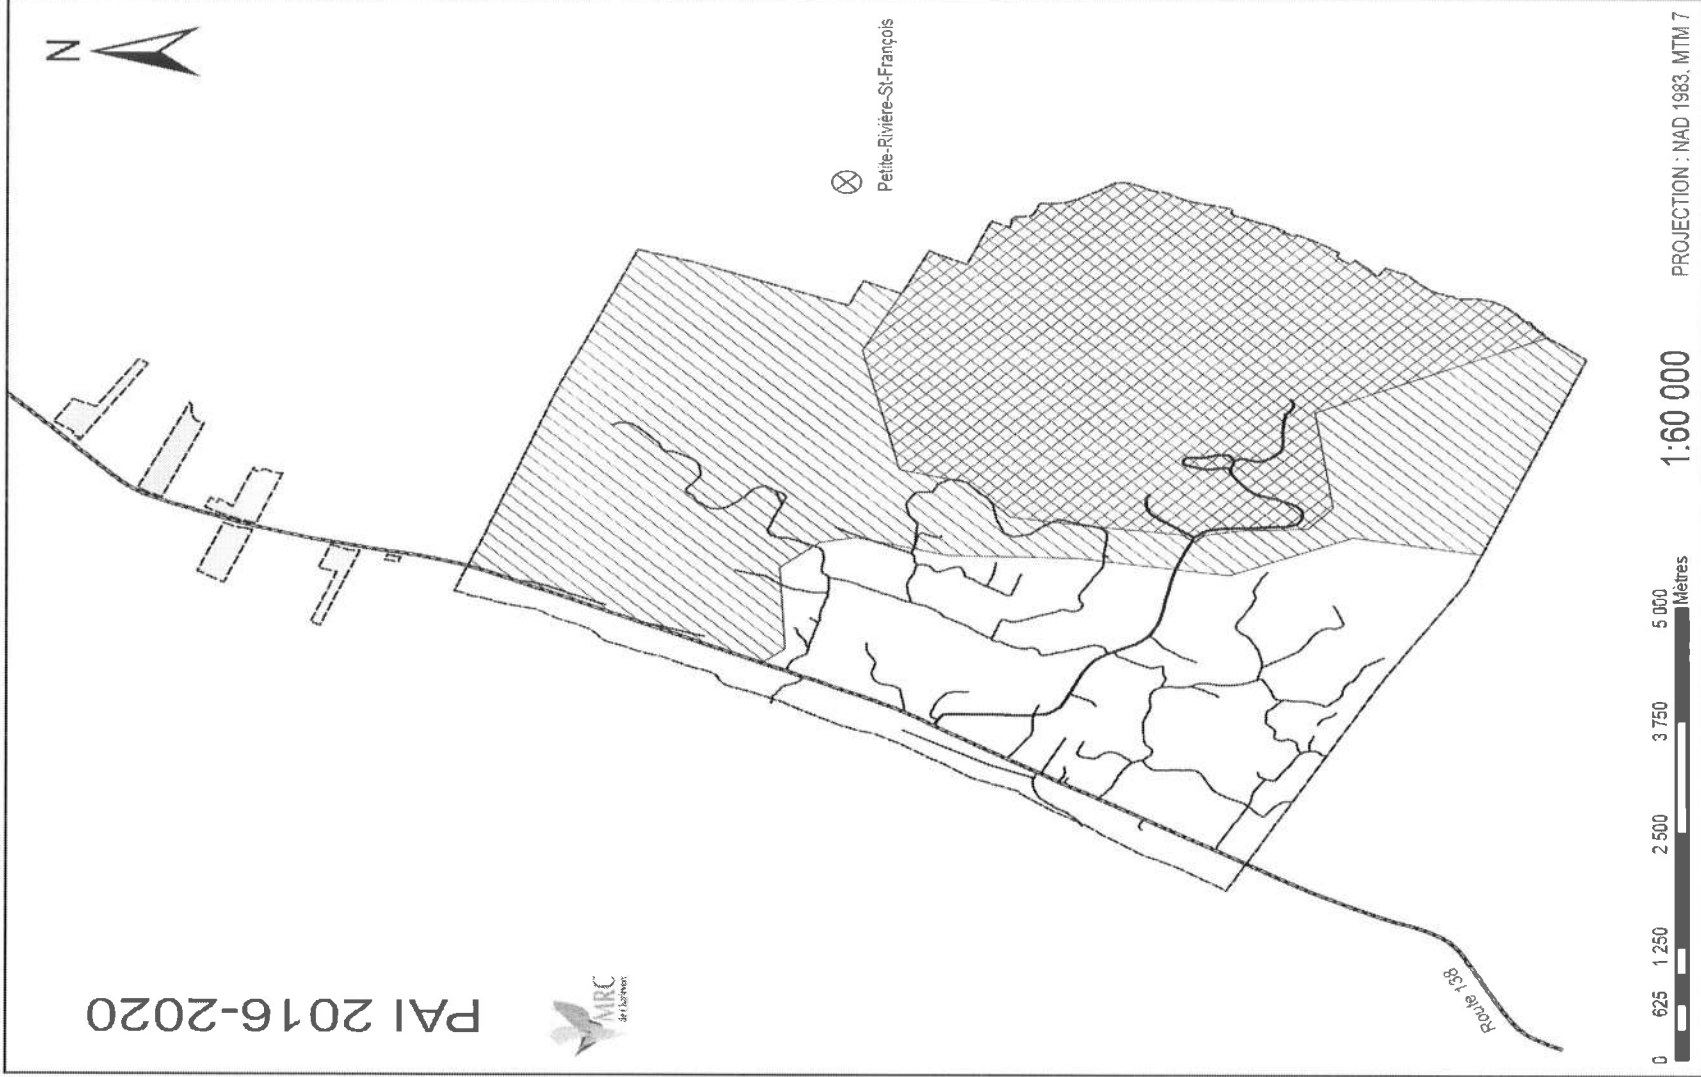 PAI 2016-2020
MRC
N
Petite-Rivière-St-François
Route 138
0 625 1 250 2 500 3 750 5 000
Mètres
1:60 000
PROJECTION : NAD 1983, MTM 7